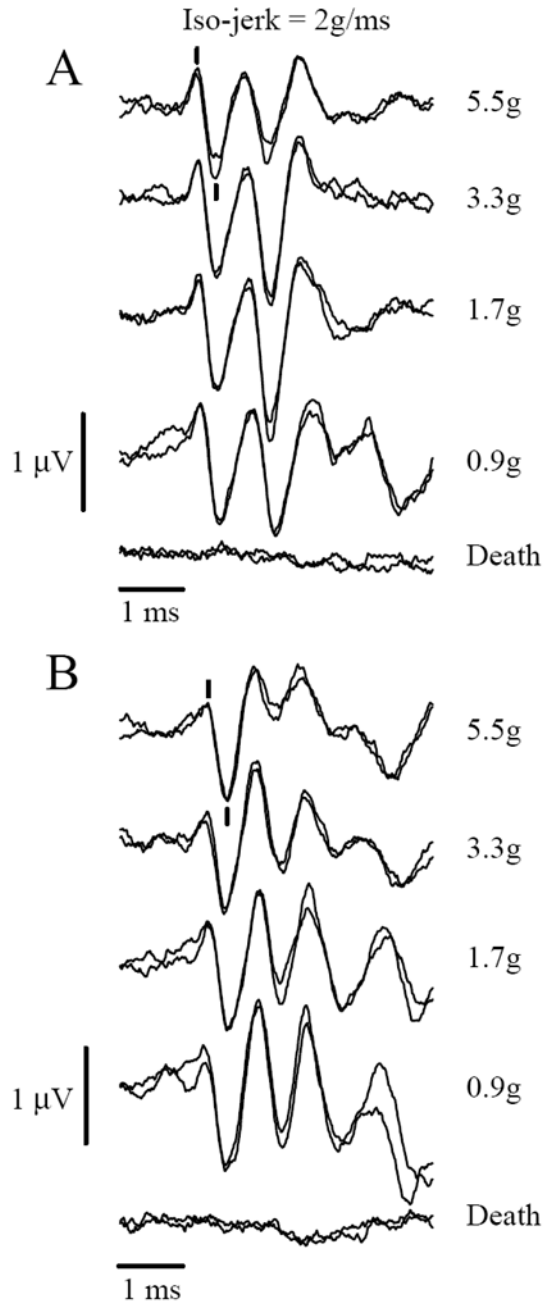 Iso-jerk = 2g/ms
A
5.5g
3.3g
1.7g
0.9g
1 μV
Death
1 ms
B
5.5g
3.3g
1.7g
0.9g
1 μV
Death
1 ms